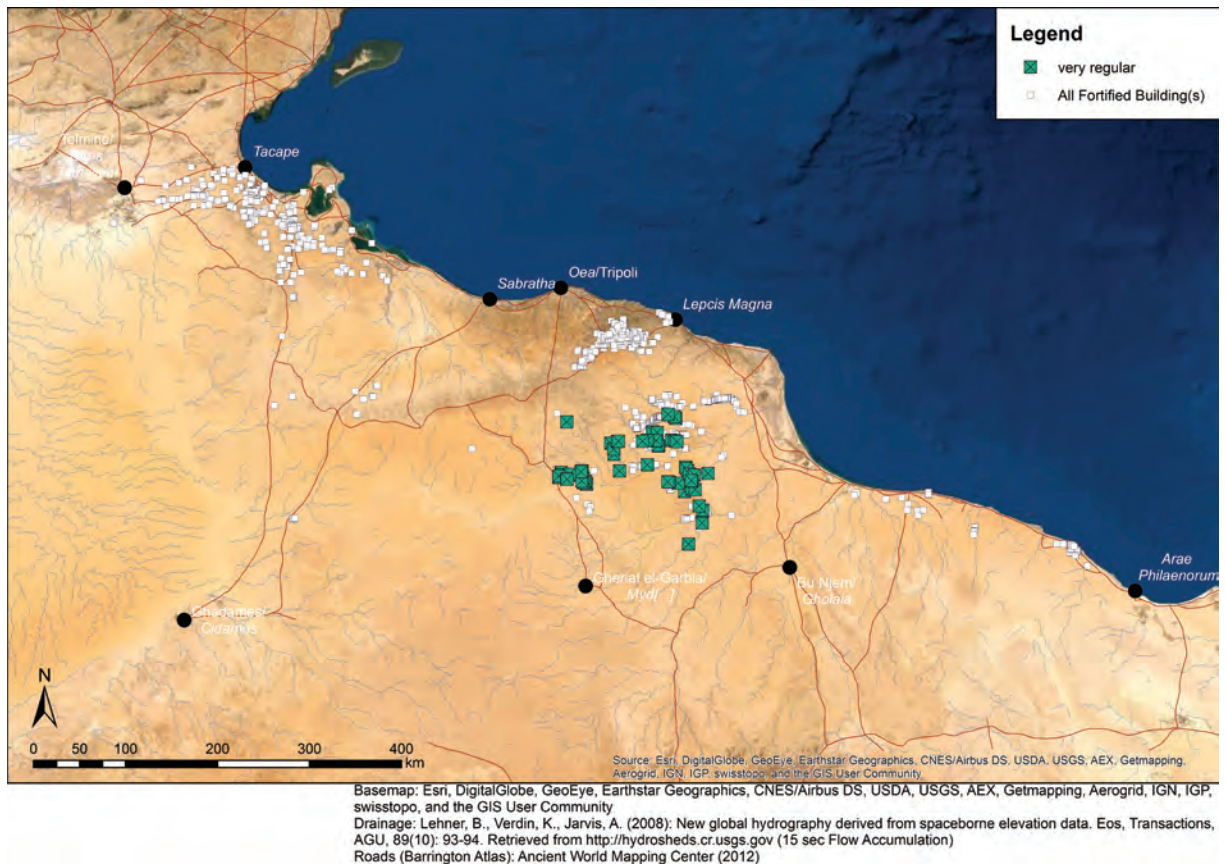 Legend
very regular
All Fortified Building(s)
Telmine/
Tacape
Sabratha
Oea/Tripoli
Lepcis Magna
Gheriat el-Garbia/
Myd[ ]
Bu Njem/
Gholaia
Arae
Philaenorum
Ghadames/
Cidamus
N
0 50 100 200 300 400
km
Source: Esri, DigitalGlobe, GeoEye, Earthstar Geographics, CNES/Airbus DS, USDA, USGS, AEX, Getmapping,
Aerogrid, IGN, IGP, swisstopo, and the GIS User Community
Basemap: Esri, DigitalGlobe, GeoEye, Earthstar Geographics, CNES/Airbus DS, USDA, USGS, AEX, Getmapping, Aerogrid, IGN, IGP,
swisstopo, and the GIS User Community
Drainage: Lehner, B., Verdin, K., Jarvis, A. (2008): New global hydrography derived from spaceborne elevation data. Eos, Transactions,
AGU, 89(10): 93-94. Retrieved from http://hydrosheds.cr.usgs.gov (15 sec Flow Accumulation)
Roads (Barrington Atlas): Ancient World Mapping Center (2012)